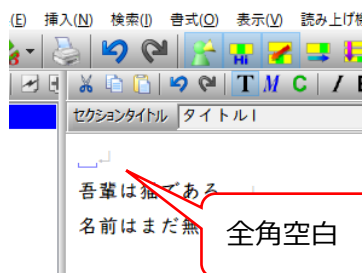 (E) 挿入(N) 検索(I) 書式(O) 表示(V) 読み上げ
Hi
T M C I
セクションタイトル タイトル I
吾輩は猫である
名前はまだ無
全角空白